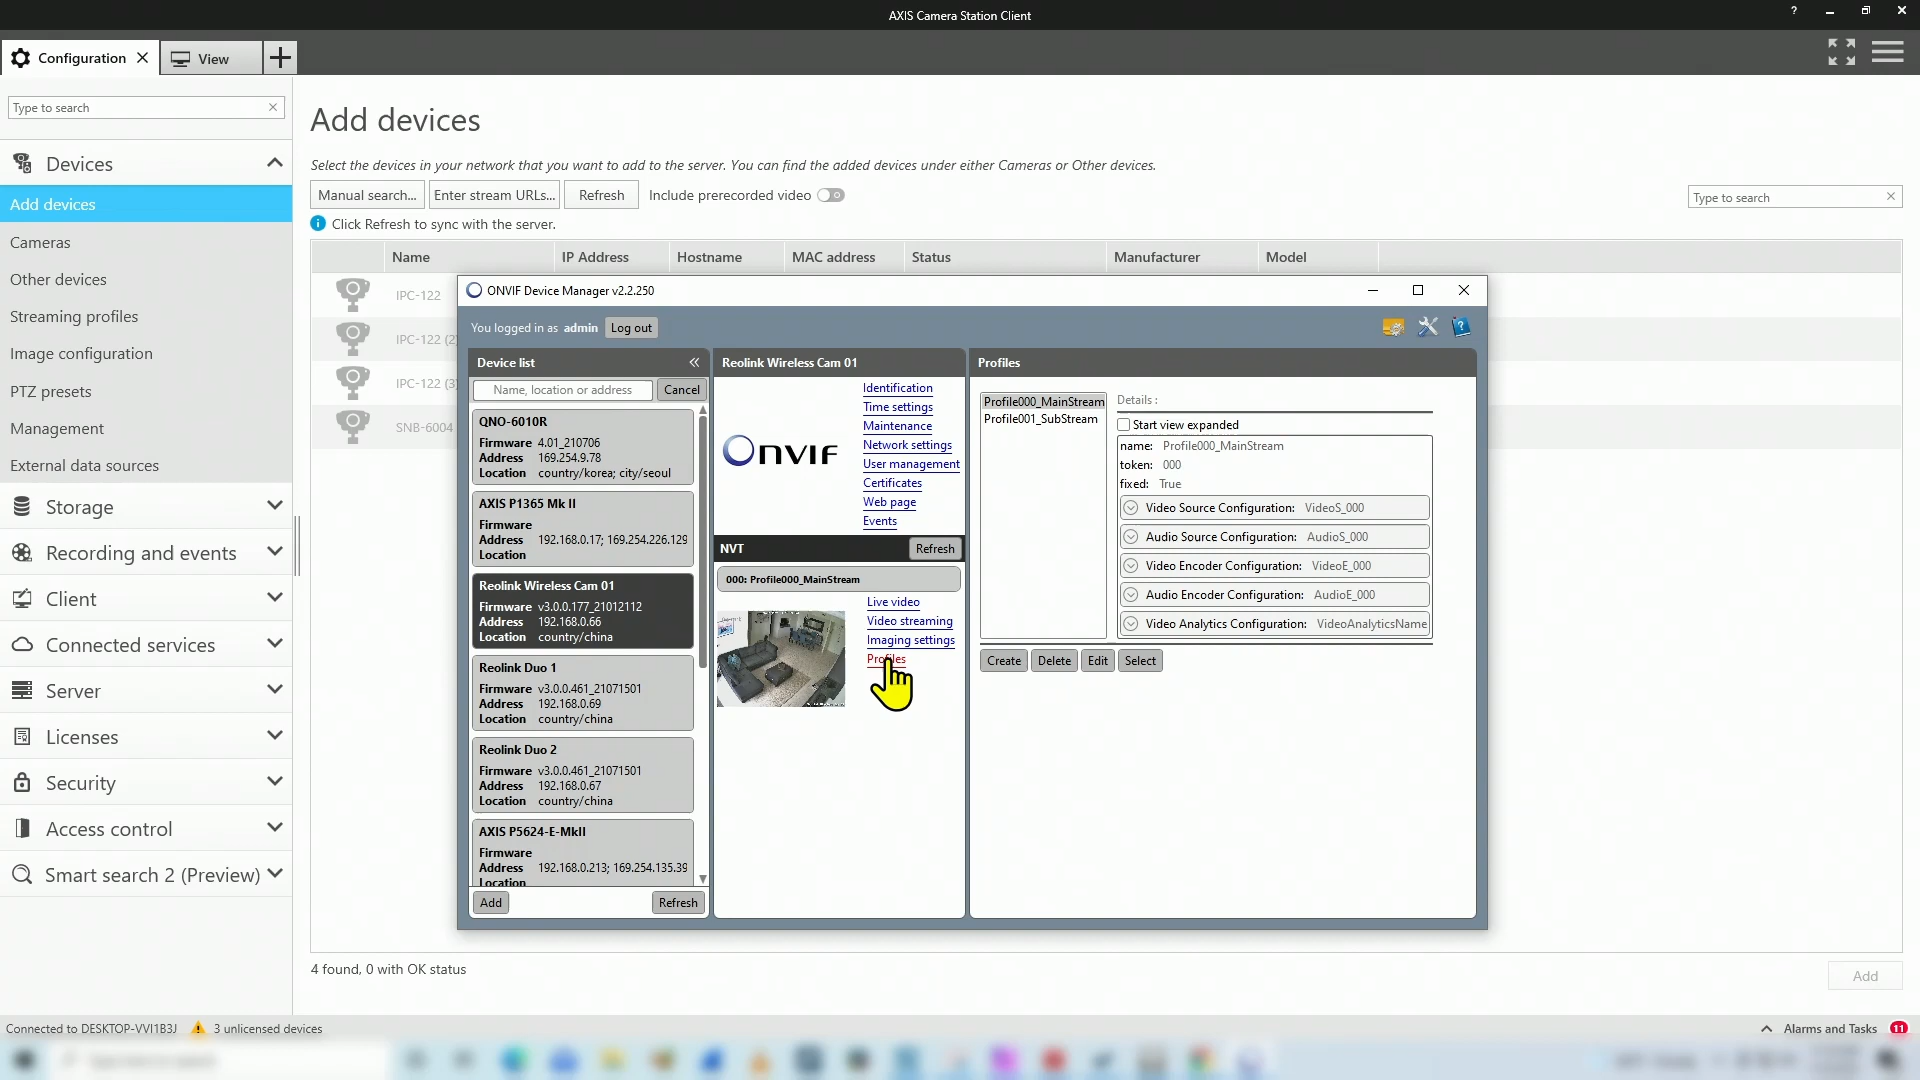 AXIS Camera Station Client
?
Configuration
View
Type to search
Devices
Add devices
Cameras
Other devices
Streaming profiles
Image configuration
PTZ presets
Management
External data sources
Storage
Recording and events
Client
Connected services
Server
Licenses
Security
Access control
Smart search 2 (Preview)
Add devices
Select the devices in your network that you want to add to the server. You can find the added devices under either Cameras or Other devices.
Manual search...
Enter stream URLs...
Refresh
Include prerecorded video
Type to search
Click Refresh to sync with the server.
Name
IP Address
Hostname
MAC address
Status
Manufacturer
Model
IPC-122
IPC-122 (2)
IPC-122 (3)
SNB-6004
ONVIF Device Manager v2.2.250
You logged in as admin
Log out
Device list
Name, location or address
Cancel
QNO-6010R
Firmware 4.01_210706
Address 169.254.9.78
Location country/korea; city/seoul
AXIS P1365 Mk II
Firmware
Address 192.168.0.17; 169.254.226.129
Location
Reolink Wireless Cam 01
Firmware v3.0.0.177_21012112
Address 192.168.0.66
Location country/china
Reolink Duo 1
Firmware v3.0.0.461_21071501
Address 192.168.0.69
Location country/china
Reolink Duo 2
Firmware v3.0.0.461_21071501
Address 192.168.0.67
Location country/china
AXIS P5624-E-MkII
Firmware
Address 192.168.0.213; 169.254.135.39
Location
Add
Refresh
Reolink Wireless Cam 01
ONVIF
Identification
Time settings
Maintenance
Network settings
User management
Certificates
Web page
Events
NVT
Refresh
000: Profile000_MainStream
Live video
Video streaming
Imaging settings
Profiles
Profiles
Profile000_MainStream
Profile001_SubStream
Details :
Start view expanded
name: Profile000_MainStream
token: 000
fixed: True
Video Source Configuration: VideoS_000
Audio Source Configuration: AudioS_000
Video Encoder Configuration: VideoE_000
Audio Encoder Configuration: AudioE_000
Video Analytics Configuration: VideoAnalyticsName
Create
Delete
Edit
Select
4 found, 0 with OK status
Add
Connected to DESKTOP-VVI1B3J
3 unlicensed devices
Alarms and Tasks
11